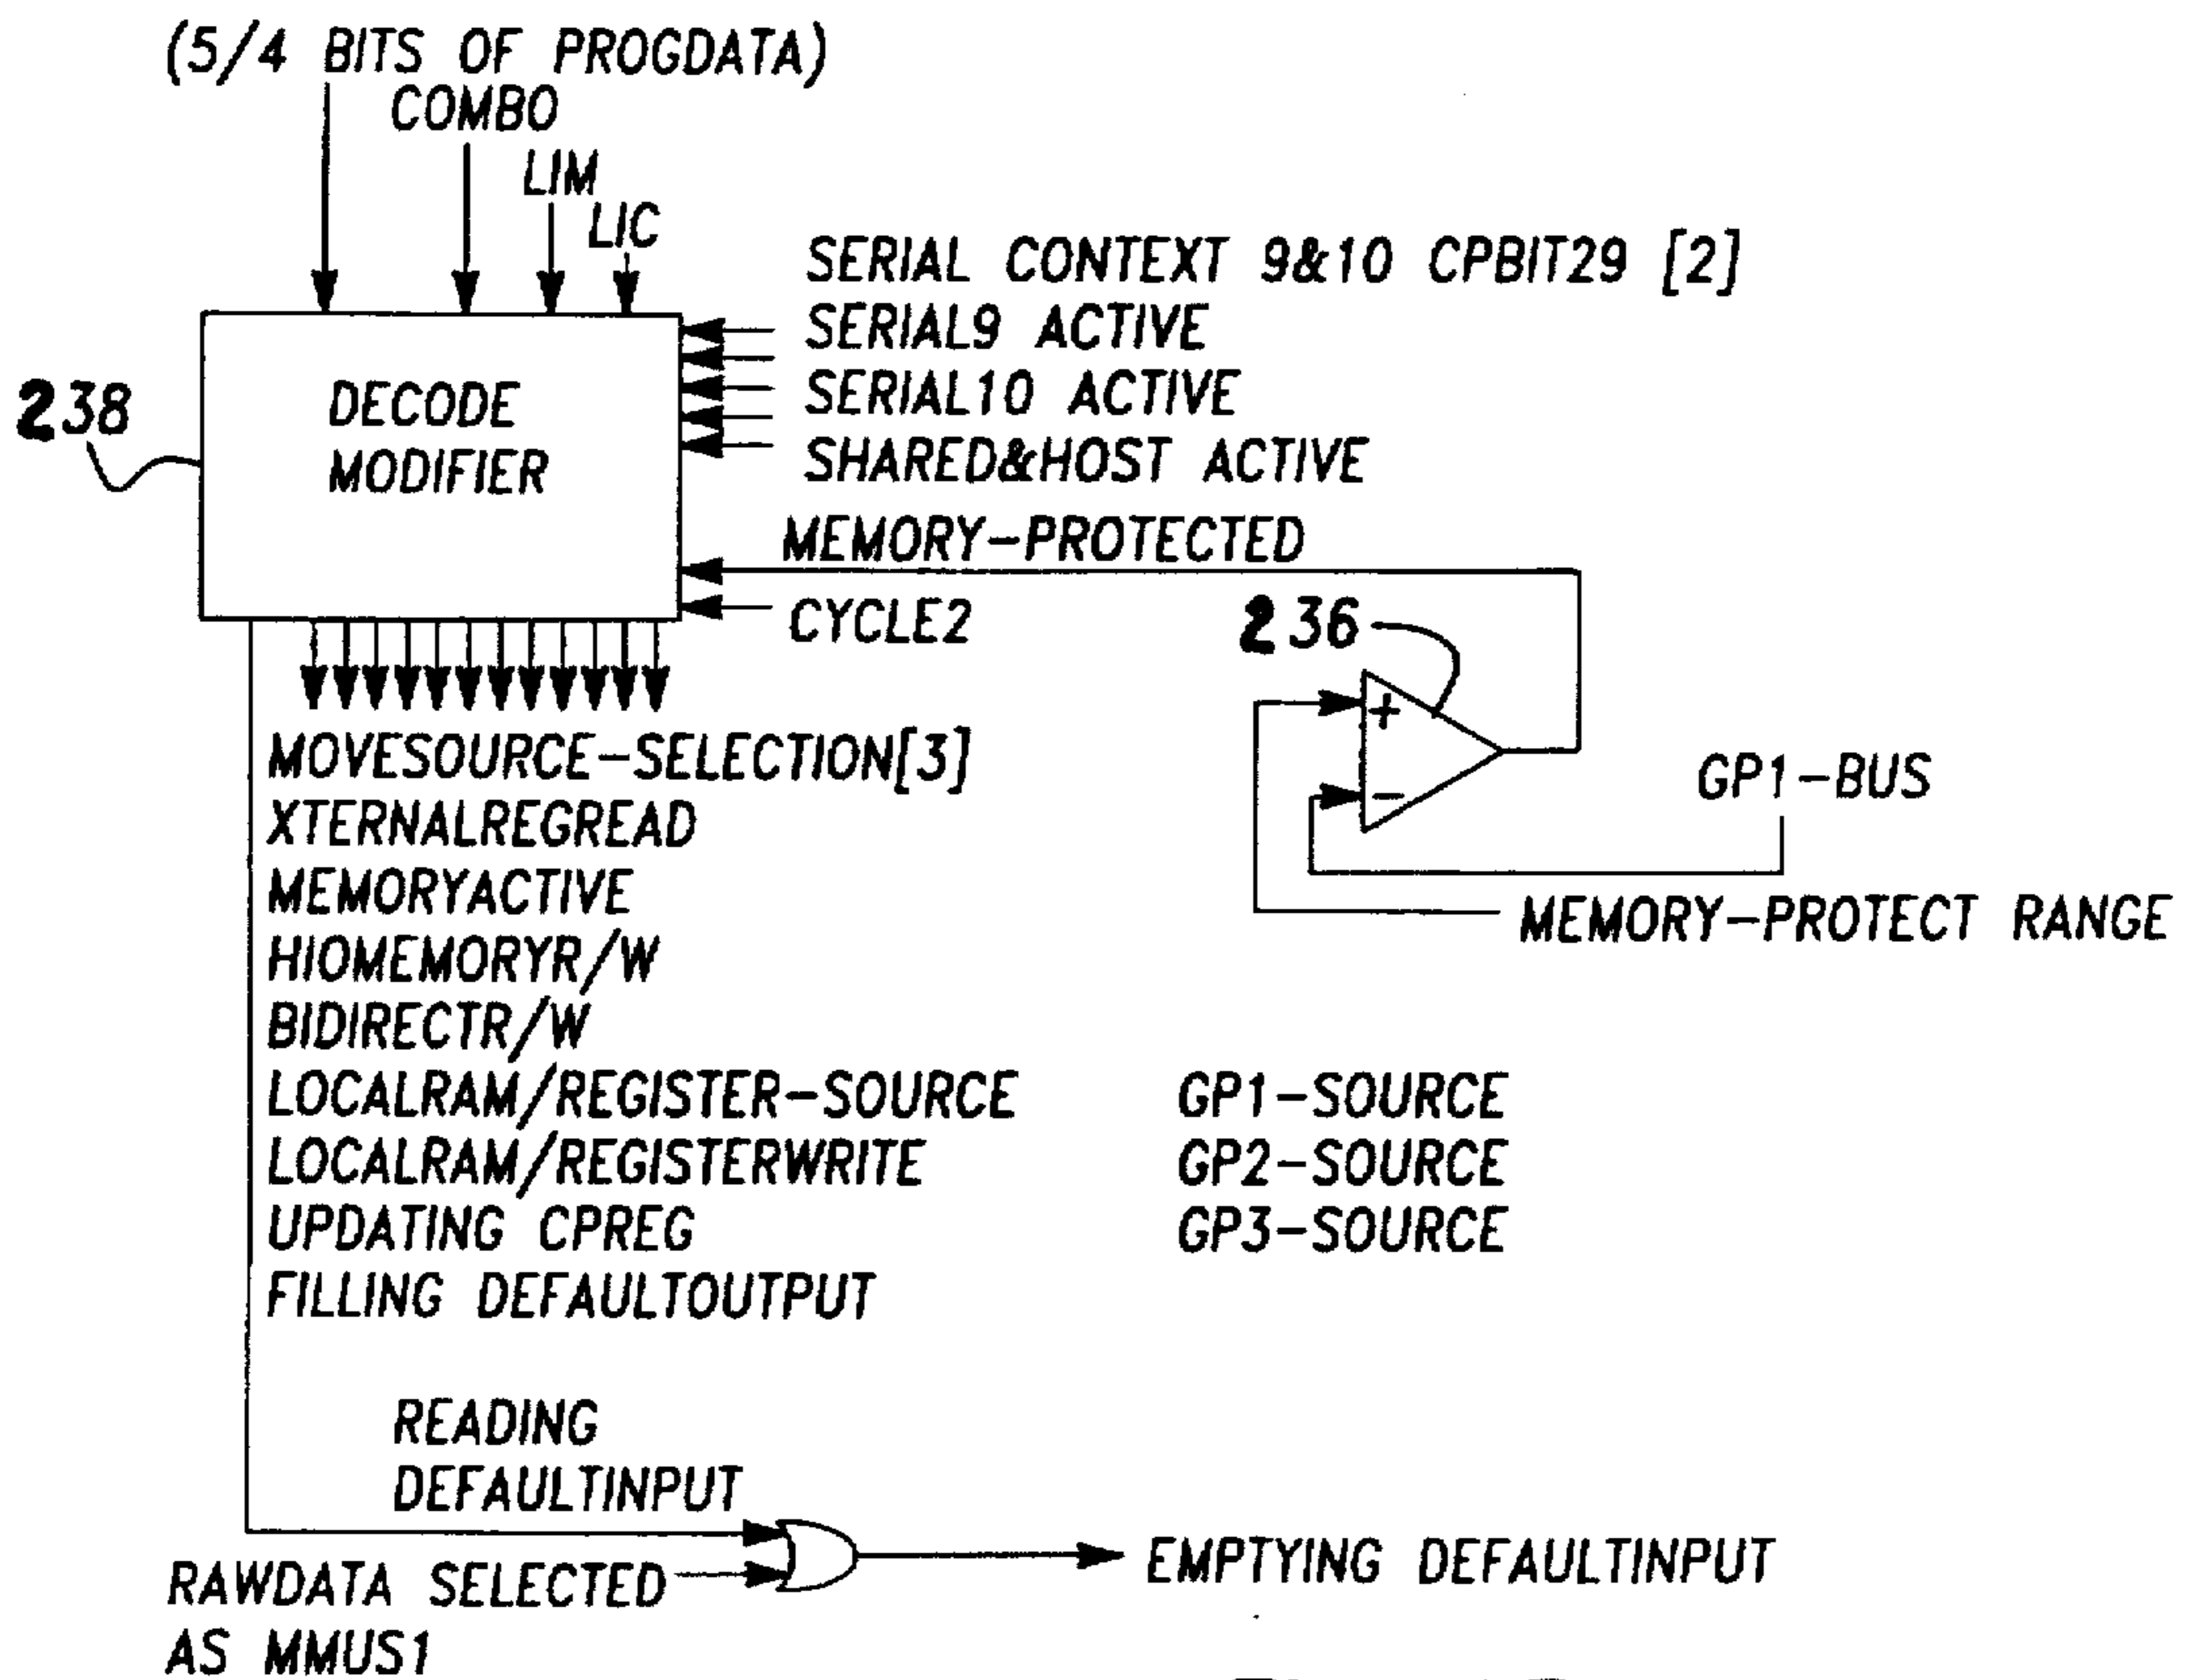 (5/4 BITS OF PROGDATA)
COMBO
LIM
LIC
SERIAL CONTEXT 9&10 CPBIT29 [2]
SERIAL9 ACTIVE
SERIAL10 ACTIVE
SHARED&HOST ACTIVE
238
DECODE
MODIFIER
MEMORY-PROTECTED
CYCLE2
236
+
-
GP1-BUS
MEMORY-PROTECT RANGE
MOVESOURCE-SELECTION[3]
XTERNALREGREAD
MEMORYACTIVE
HIOMEMORYR/W
BIDIRECTR/W
LOCALRAM/REGISTER-SOURCE GP1-SOURCE
LOCALRAM/REGISTERWRITE GP2-SOURCE
UPDATING CPREG GP3-SOURCE
FILLING DEFAULTOUTPUT
READING
DEFAULTINPUT
RAWDATA SELECTED
AS MMUS1
EMPTYING DEFAULTINPUT